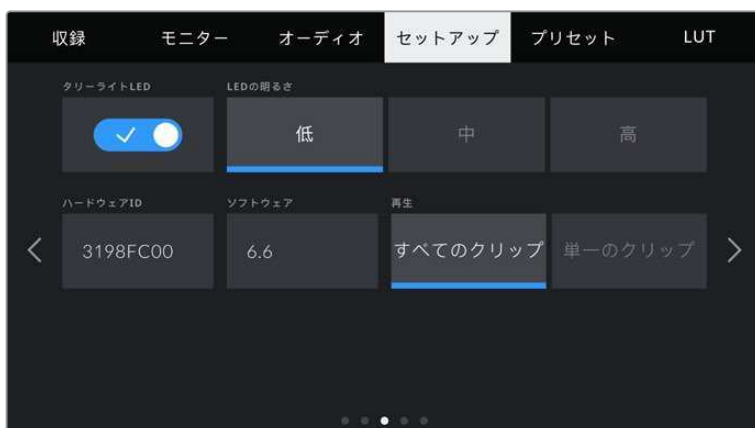 収録 モニター オーディオ セットアップ プリセット LUT
タリーライトLED LEDの明るさ
低 中 高
ハードウェアID ソフトウェア 再生
3198FC00 6.6 すべてのクリップ 単一のクリップ